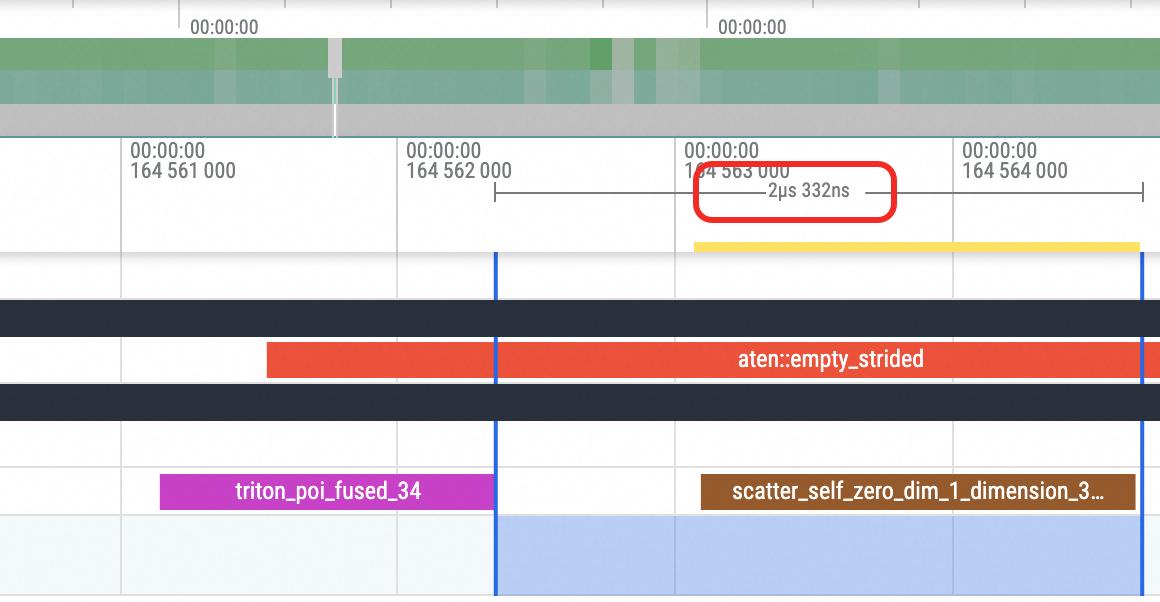 00:00:00 00:00:00
00:00:00 00:00:00 00:00:00 00:00:00
164 561 000 164 562 000 164 563 000 164 564 000
2µs 332ns
aten::empty_strided
triton_poi_fused_34 scatter_self_zero_dim_1_dimension_3...